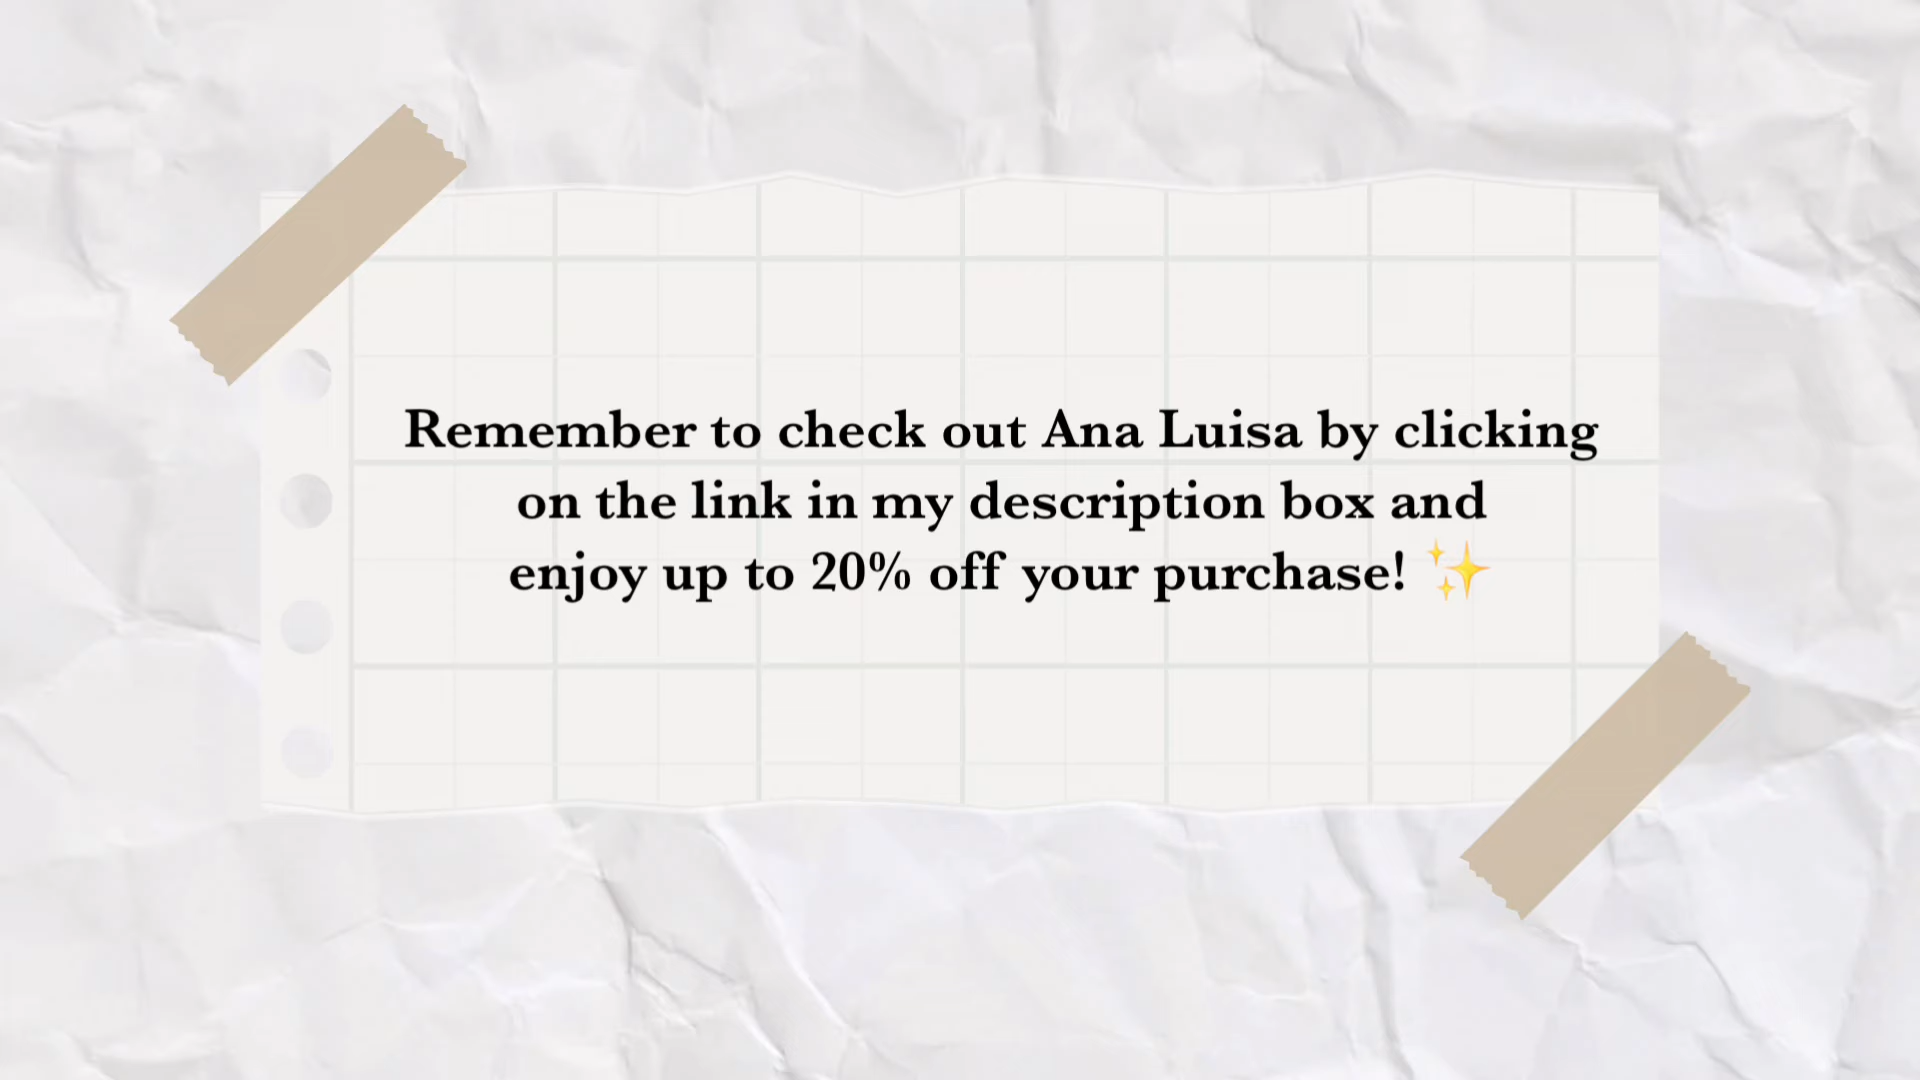 Remember to check out Ana Luisa by clicking
on the link in my description box and
enjoy up to 20% off your purchase! ✨